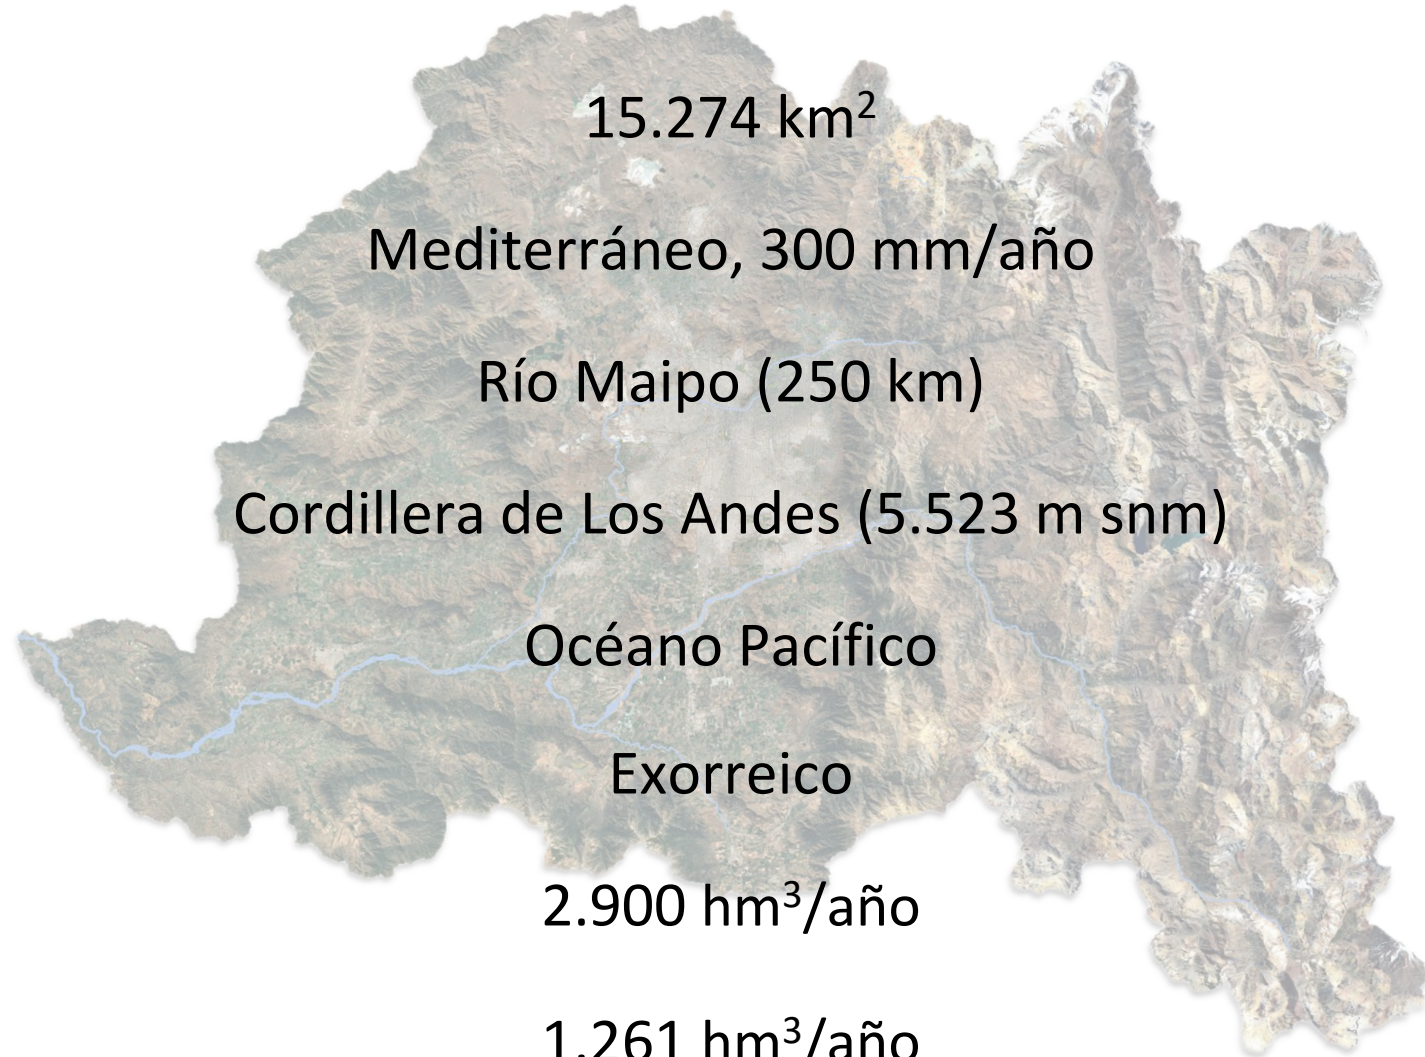 15.274 km²
Mediterráneo, 300 mm/año
Río Maipo (250 km)
Cordillera de Los Andes (5.523 m snm)
Océano Pacífico
Exorreico
2.900 hm³/año
1.261 hm³/año